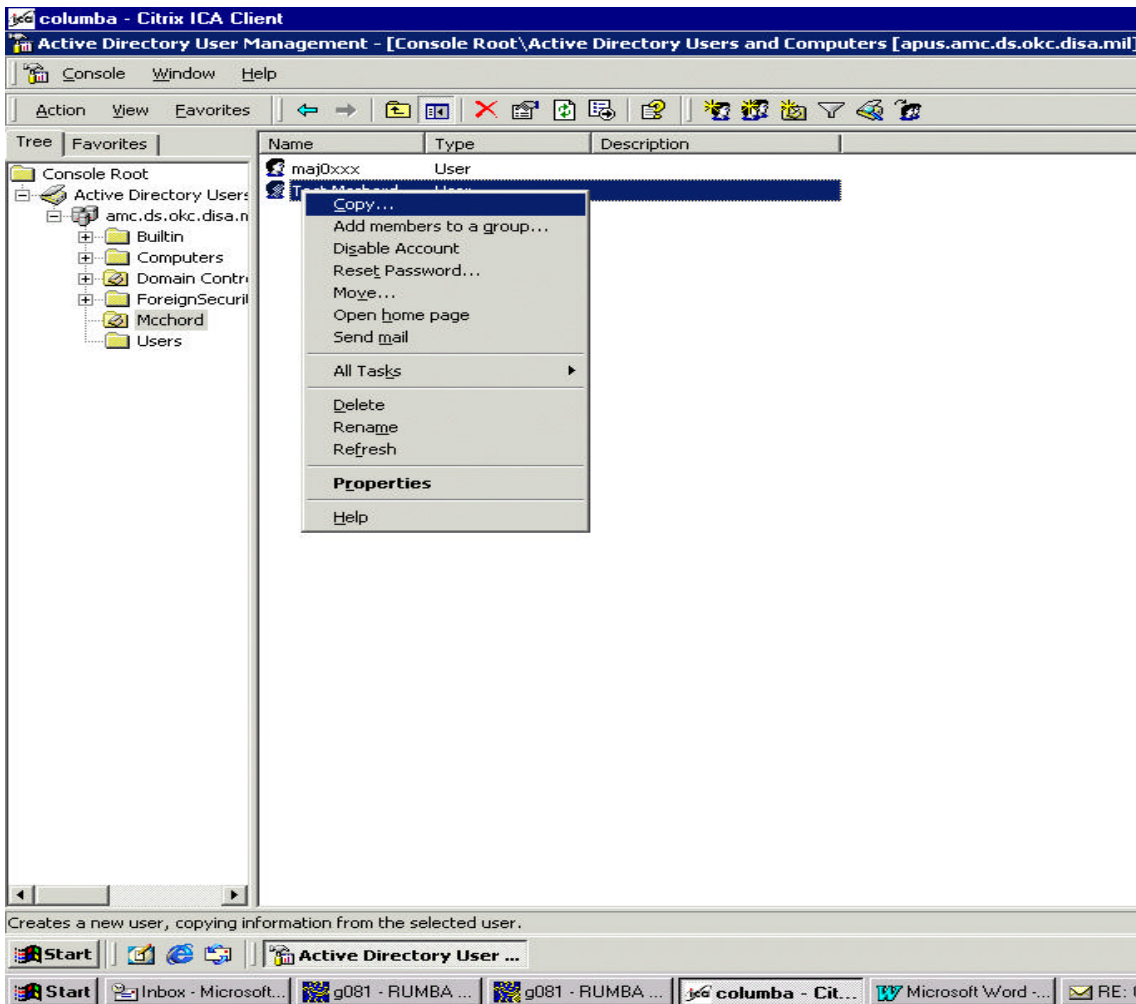 columba - Citrix ICA Client
Active Directory User Management - [Console Root\Active Directory Users and Computers [apus.amc.ds.okc.disa.mil]
Console Window Help
Action View Favorites
Tree Favorites
Name Type Description
Console Root
Active Directory Users
amc.ds.okc.disa.n
Builtin
Computers
Domain Contr
ForeignSecuri
Mcchord
Users
maj0xxx User
Test Mcchord User
Copy...
Add members to a group...
Disable Account
Reset Password...
Move...
Open home page
Send mail
All Tasks
Delete
Rename
Refresh
Properties
Help
Creates a new user, copying information from the selected user.
Start Active Directory User ...
Start Inbox - Microsoft... g081 - RUMBA ... g081 - RUMBA ... columba - Cit... Microsoft Word -... RE: